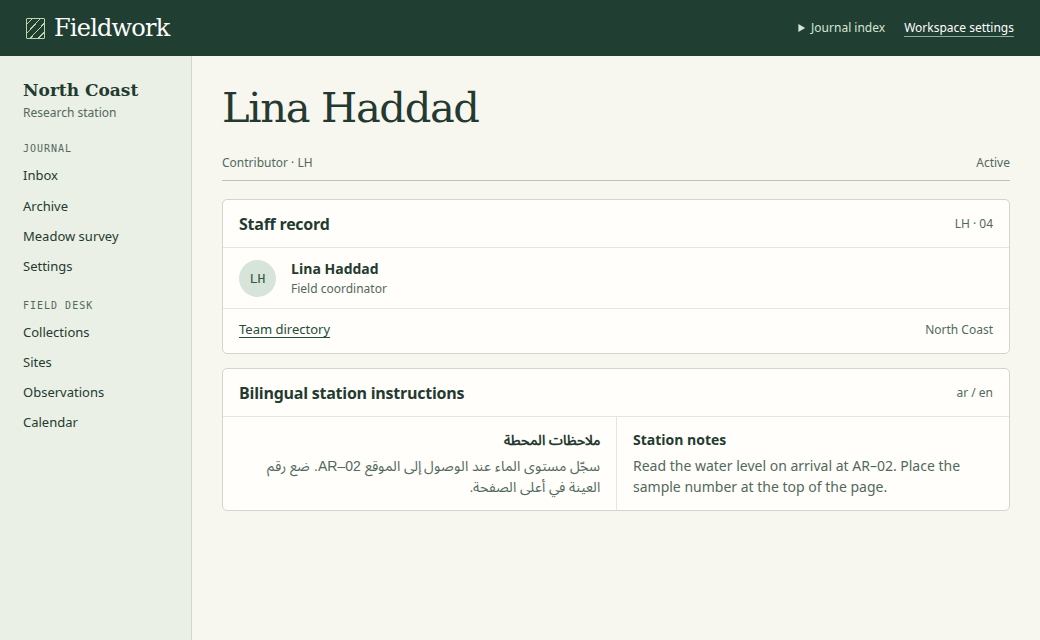 Fieldwork
Journal index
Workspace settings
North Coast
Research station
JOURNAL
Inbox
Archive
Meadow survey
Settings
FIELD DESK
Collections
Sites
Observations
Calendar
Lina Haddad
Contributor · LH
Active
Staff record
LH · 04
LH
Lina Haddad
Field coordinator
Team directory
North Coast
Bilingual station instructions
ar / en
ملاحظات المحطة
سجّل مستوى الماء عند الوصول إلى الموقع AR–02. ضع رقم
العينة في أعلى الصفحة.
Station notes
Read the water level on arrival at AR–02. Place the
sample number at the top of the page.